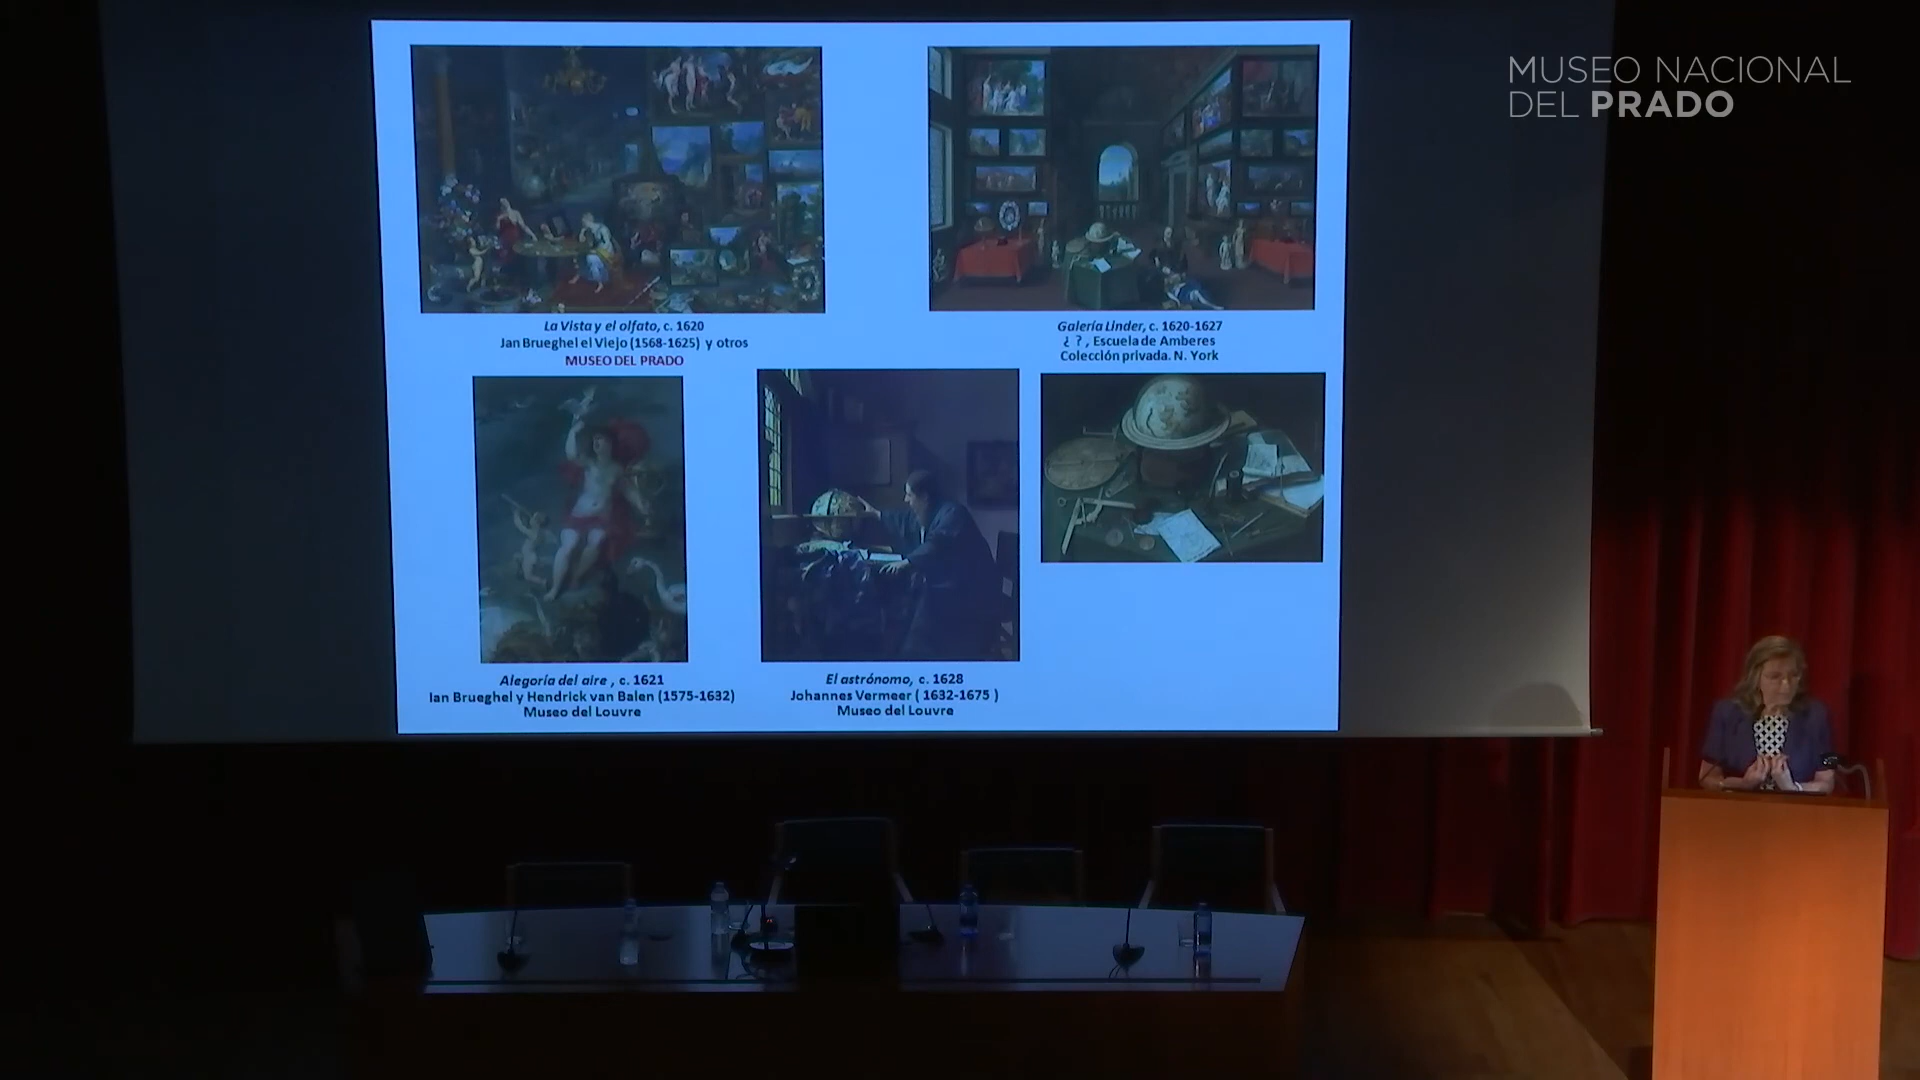 MUSEO NACIONAL
DEL PRADO
La Vista y el olfato, c. 1620
Jan Brueghel el Viejo (1568-1625) y otros
MUSEO DEL PRADO
Galería Linder, c. 1620-1627
¿ ? , Escuela de Amberes
Colección privada. N. York
Alegoría del aire , c. 1621
Ian Brueghel y Hendrick van Balen (1575-1632)
Museo del Louvre
El astrónomo, c. 1628
Johannes Vermeer ( 1632-1675 )
Museo del Louvre